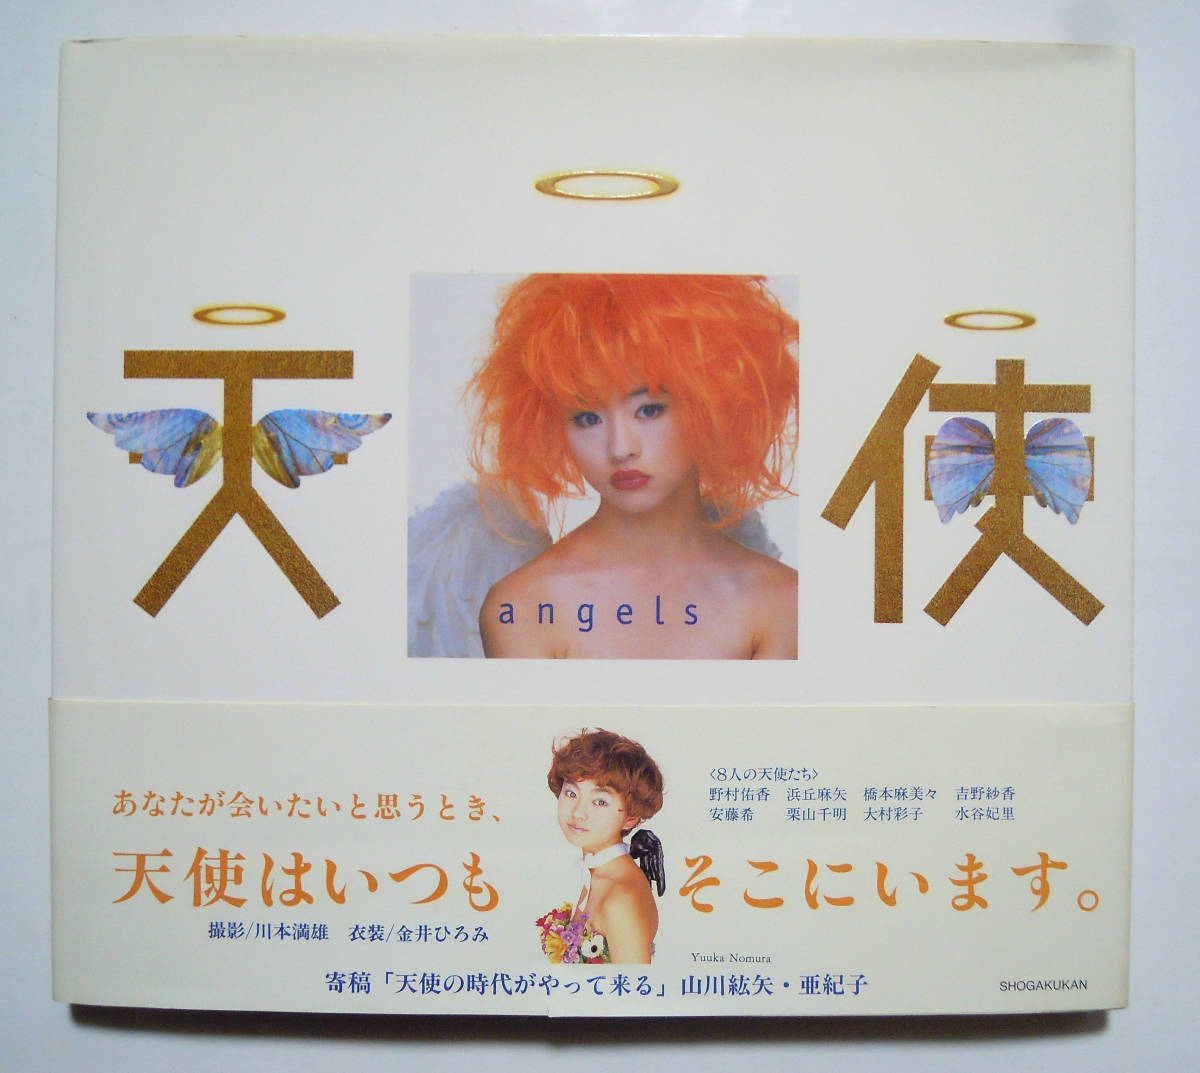 天使
angels
あなたが会いたいと思うとき、
天使はいつも そこにいます。
〈8人の天使たち〉
野村佑香 浜丘麻矢 橋本麻美々 吉野紗香
安藤希 栗山千明 大村彩子 水谷妃里
撮影/川本満雄 衣装/金井ひろみ
Yuuka Nomura
寄稿「天使の時代がやって来る」山川紘矢・亜紀子
SHOGAKUKAN